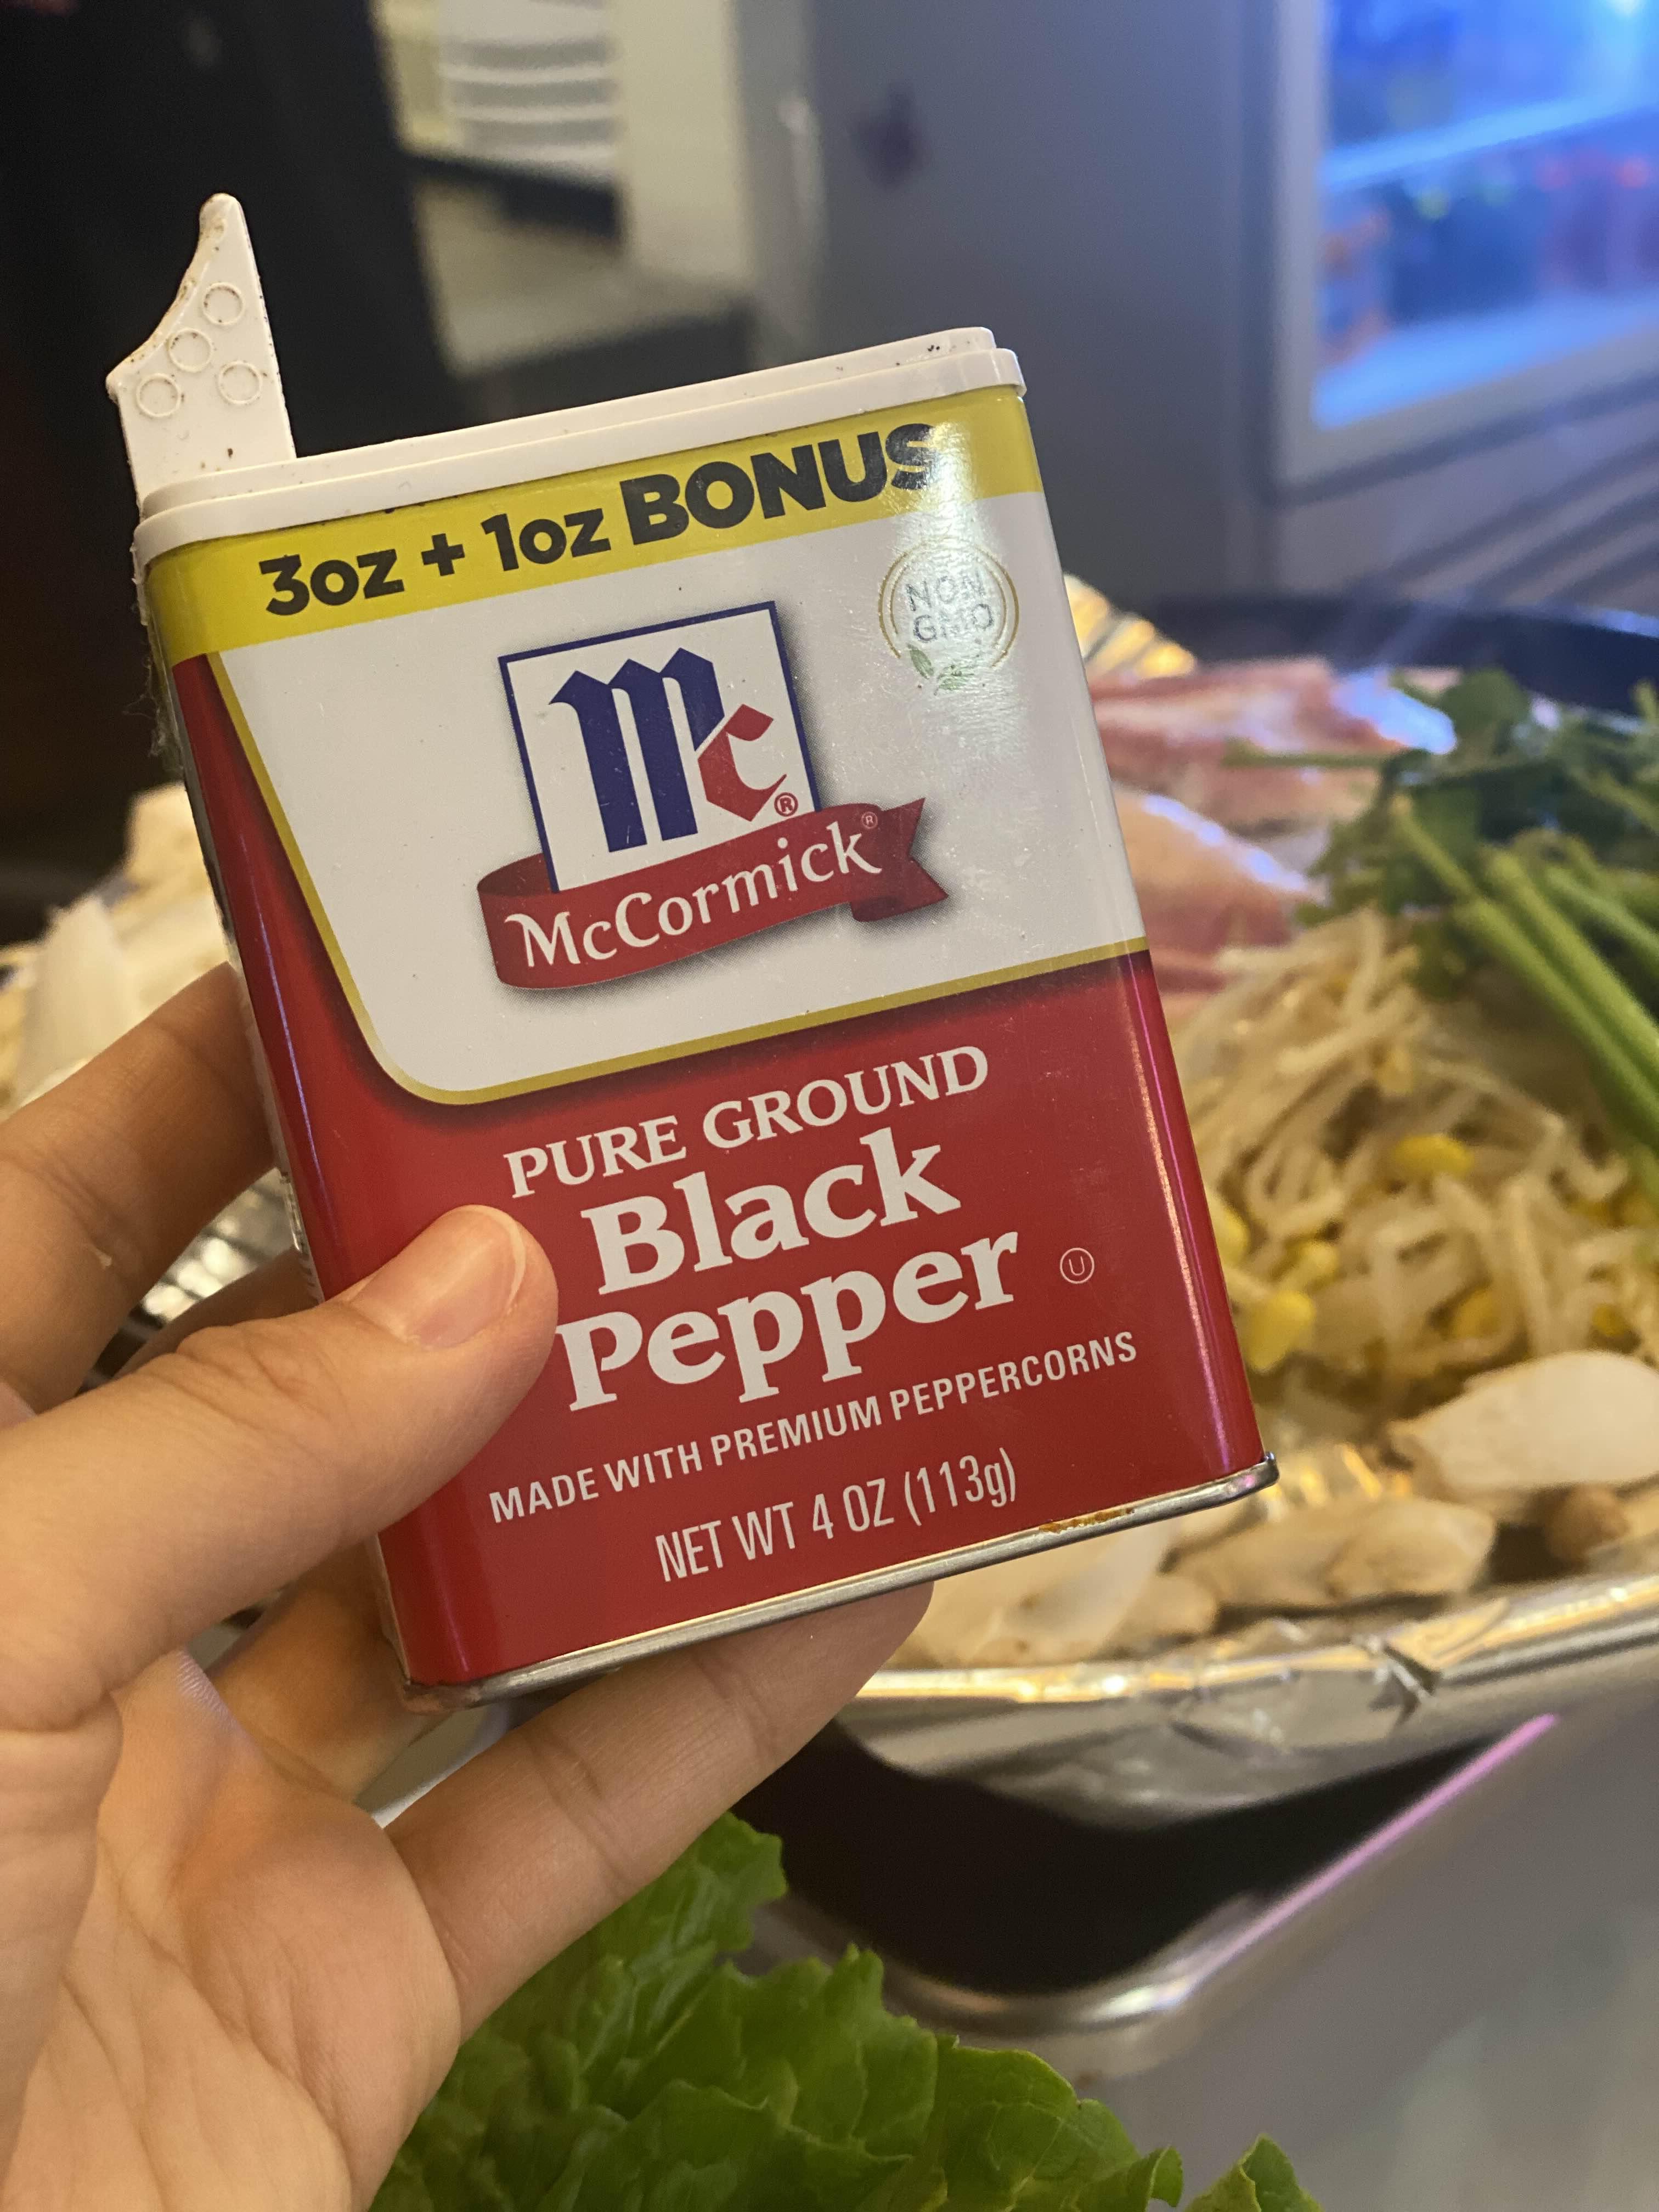 3oz + 1oz BONUS
NON
GMO
Mc®
McCormick®
PURE GROUND
Black
Pepper
U
MADE WITH PREMIUM PEPPERCORNS
NET WT 4 OZ (113g)